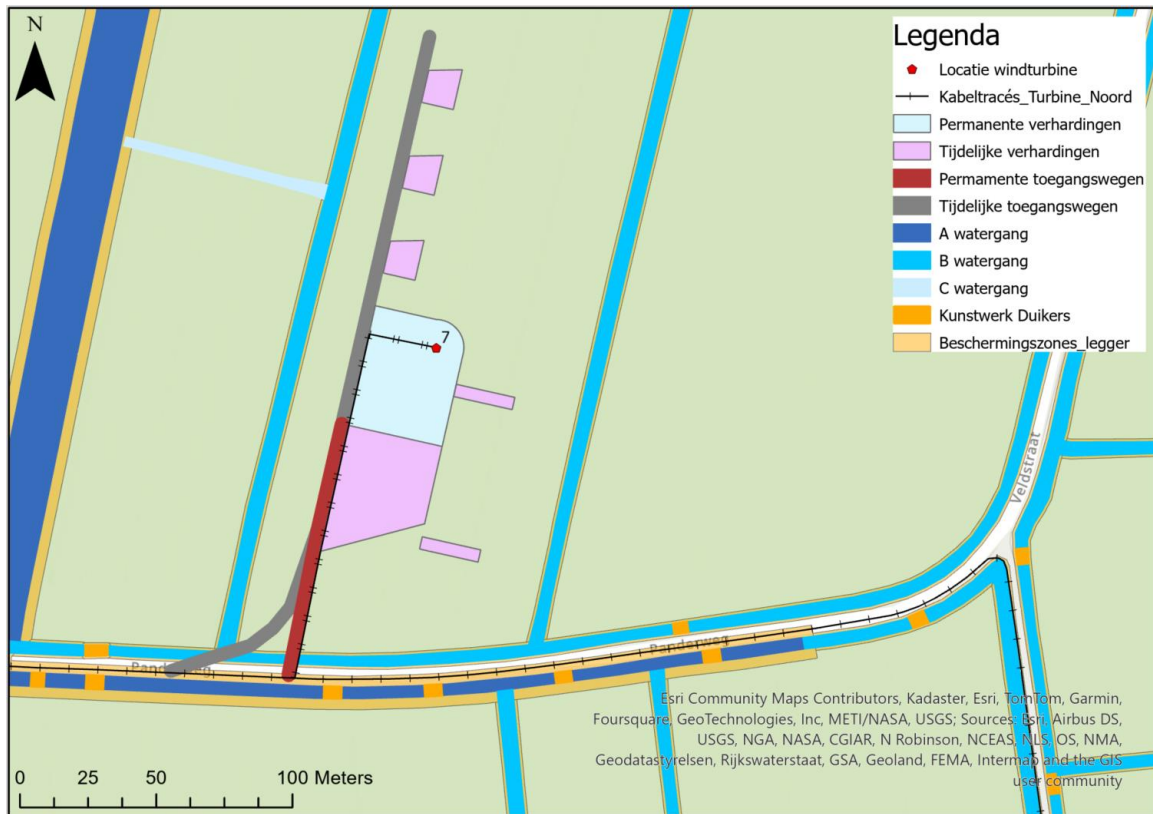 N
Legenda
Locatie windturbine
Kabeltracés_Turbine_Noord
Permanente verhardingen
Tijdelijke verhardingen
Permamente toegangswegen
Tijdelijke toegangswegen
A watergang
B watergang
C watergang
Kunstwerk Duikers
Beschermingszones_legger
7
Veldstraat
Panderweg
Panderweg
Esri Community Maps Contributors, Kadaster, Esri, TomTom, Garmin,
Foursquare, GeoTechnologies, Inc, METI/NASA, USGS; Sources: Esri, Airbus DS,
USGS, NGA, NASA, CGIAR, N Robinson, NCEAS, NLS, OS, NMA,
Geodatastyrelsen, Rijkswaterstaat, GSA, Geoland, FEMA, Intermap and the GIS
user community
0 25 50 100 Meters